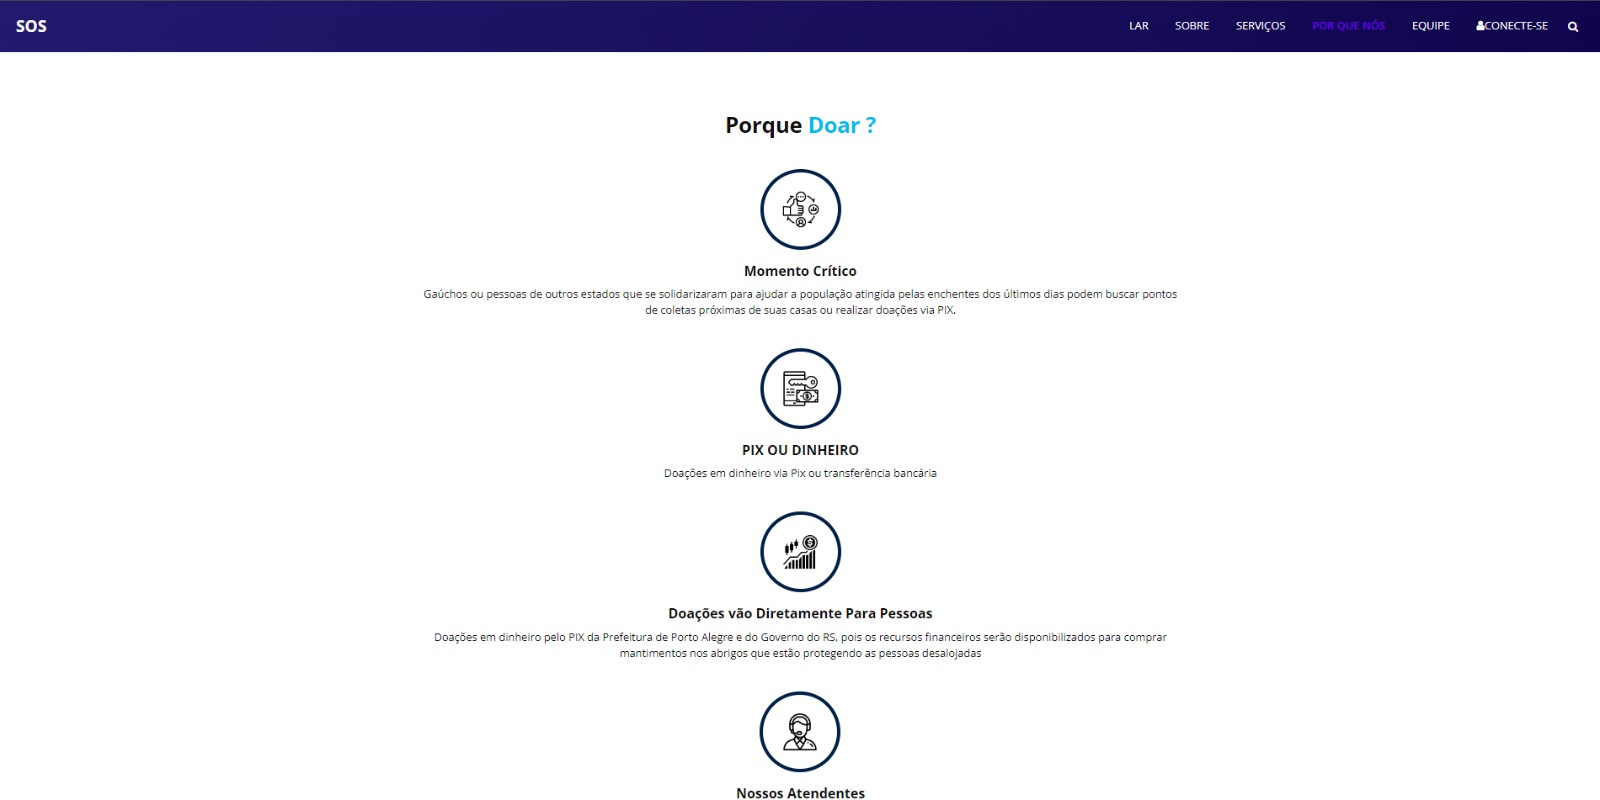 SOS
LAR SOBRE SERVIÇOS POR QUE NÓS EQUIPE CONECTE-SE
Porque Doar ?
Momento Crítico
Gaúchos ou pessoas de outros estados que se solidarizaram para ajudar a população atingida pelas enchentes dos últimos dias podem buscar pontos
de coletas próximas de suas casas ou realizar doações via PIX.
PIX OU DINHEIRO
Doações em dinheiro via Pix ou transferência bancária
Doações vão Diretamente Para Pessoas
Doações em dinheiro pelo PIX da Prefeitura de Porto Alegre e do Governo do RS, pois os recursos financeiros serão disponibilizados para comprar
mantimentos nos abrigos que estão protegendo as pessoas desalojadas
Nossos Atendentes